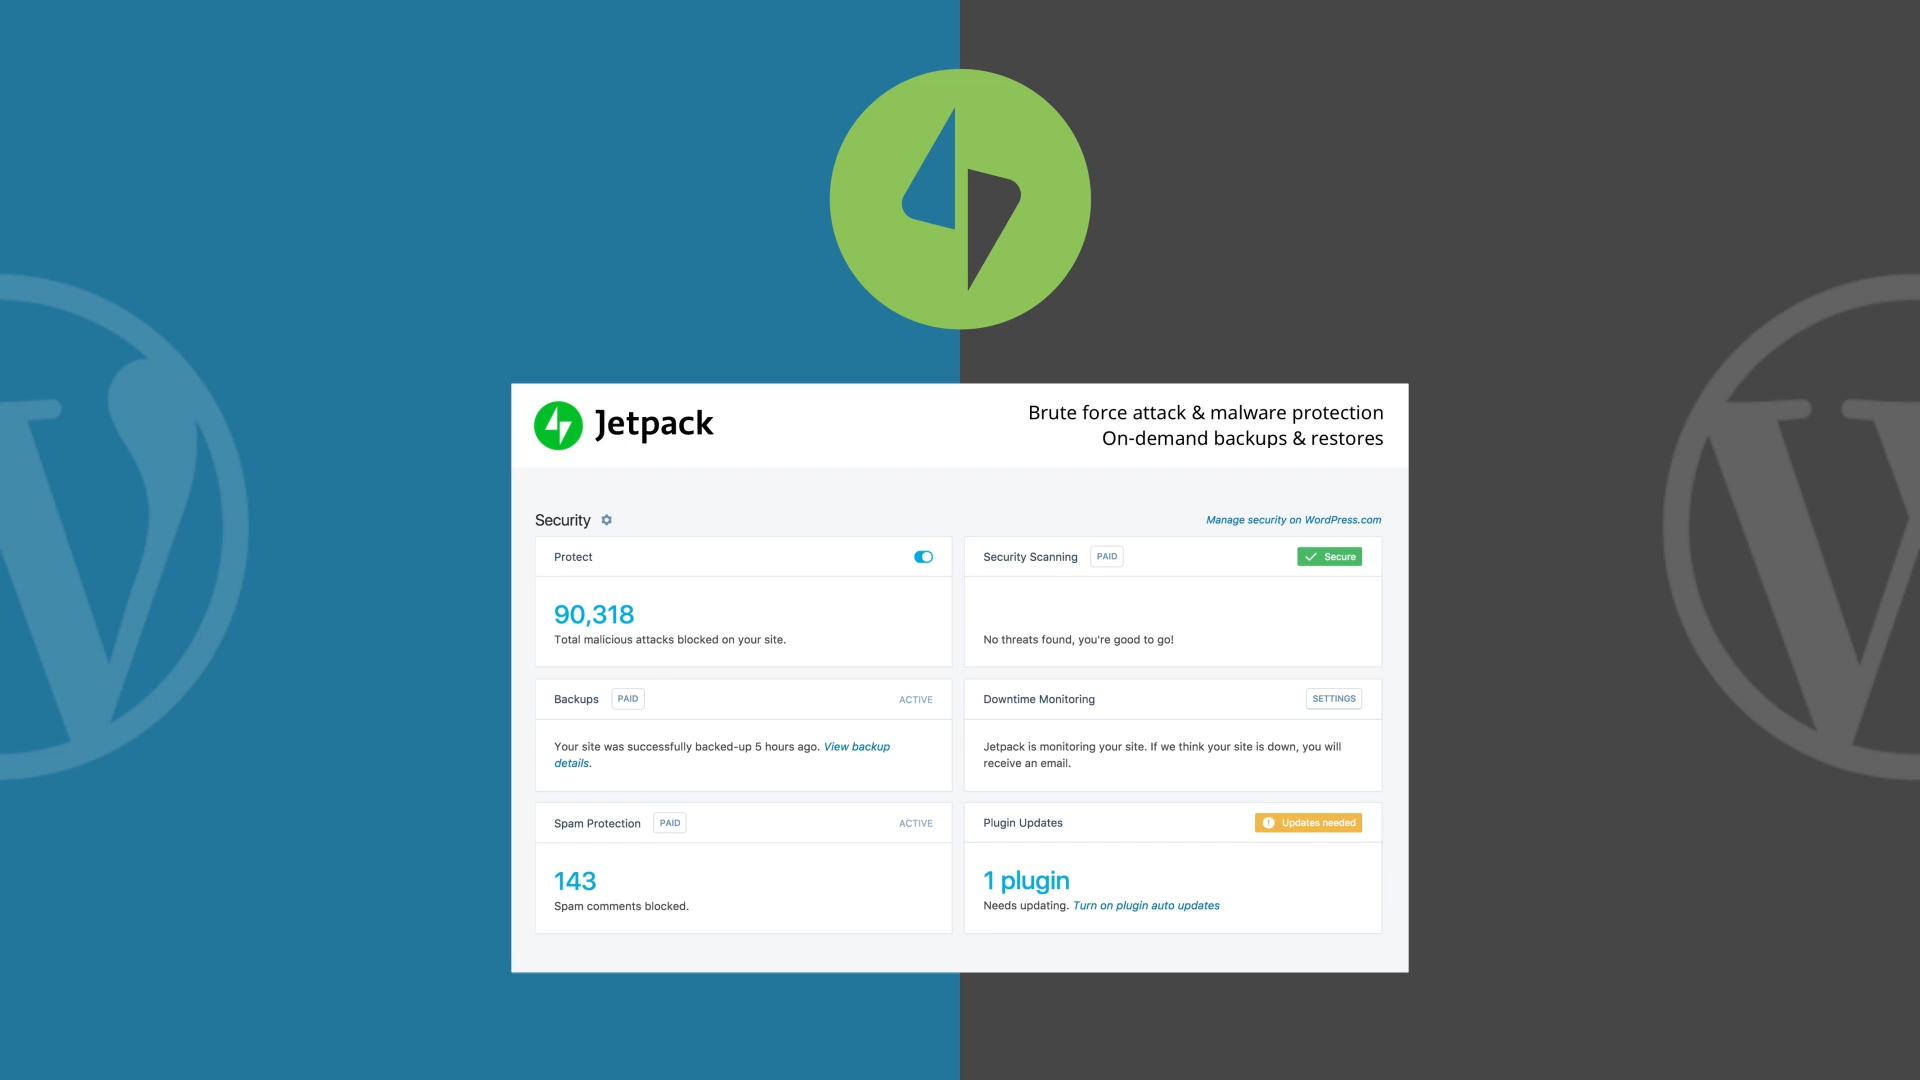 Jetpack
Brute force attack & malware protection
On-demand backups & restores
Security
Manage security on WordPress.com
Protect
90,318
Total malicious attacks blocked on your site.
Security Scanning PAID
Secure
No threats found, you're good to go!
Backups PAID
ACTIVE
Your site was successfully backed-up 5 hours ago. View backup
details.
Downtime Monitoring
SETTINGS
Jetpack is monitoring your site. If we think your site is down, you will
receive an email.
Spam Protection PAID
ACTIVE
143
Spam comments blocked.
Plugin Updates
Updates needed
1 plugin
Needs updating. Turn on plugin auto updates